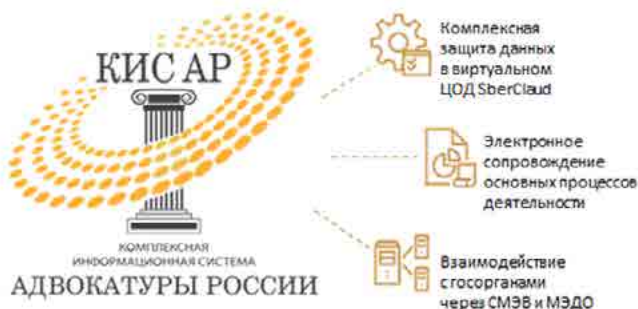 КИС АР
КОМПЛЕКСНАЯ
ИНФОРМАЦИОННАЯ СИСТЕМА
АДВОКАТУРЫ РОССИИ
Комплексная
защита данных
в виртуальном
ЦОД SberClaud
Электронное
сопровождение
основных процессов
деятельности
Взаимодействие
с госорганами
через СМЭВ и МЭДО